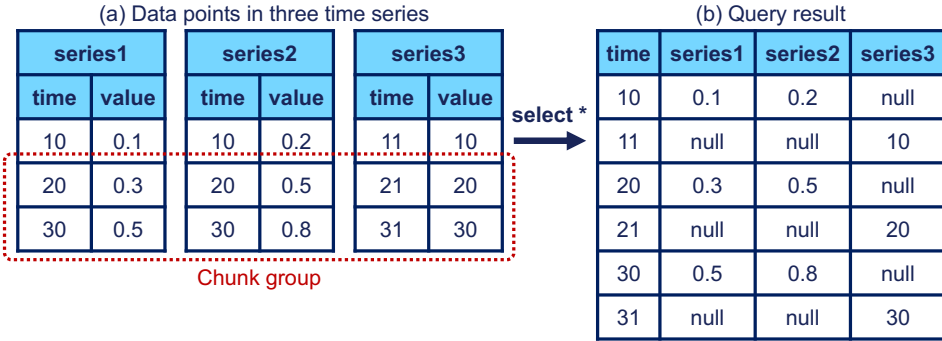 (a) Data points in three time series
series1
time value
10 0.1
20 0.3
30 0.5
series2
time value
10 0.2
20 0.5
30 0.8
series3
time value
11 10
21 20
31 30
Chunk group
select *
(b) Query result
time series1 series2 series3
10 0.1 0.2 null
11 null null 10
20 0.3 0.5 null
21 null null 20
30 0.5 0.8 null
31 null null 30